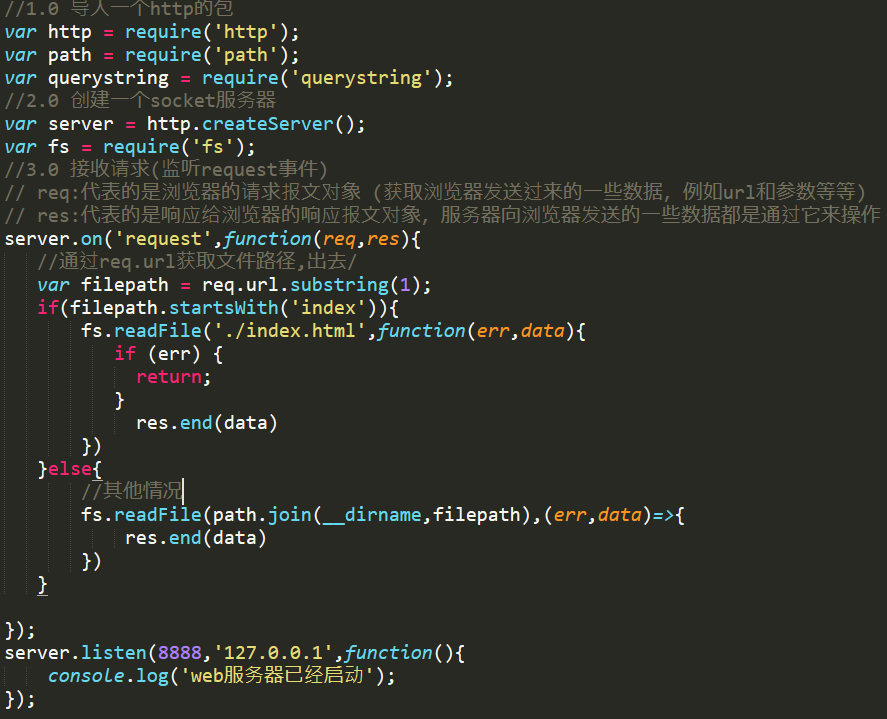 //1.0 导入一个http的包
var http = require('http');
var path = require('path');
var querystring = require('querystring');
//2.0 创建一个socket服务器
var server = http.createServer();
var fs = require('fs');
//3.0 接收请求(监听request事件)
// req:代表的是浏览器的请求报文对象 (获取浏览器发送过来的一些数据, 例如url和参数等等)
// res:代表的是响应给浏览器的响应报文对象, 服务器向浏览器发送的一些数据都是通过它来操作
server.on('request',function(req,res){
   //通过req.url获取文件路径,出去/
   var filepath = req.url.substring(1);
   if(filepath.startsWith('index')){
       fs.readFile('./index.html',function(err,data){
          if (err) {
            return;
          }
            res.end(data)
       })
   }else{
       //其他情况
       fs.readFile(path.join(__dirname,filepath),(err,data)=>{
           res.end(data)
       })
   }
});
server.listen(8888,'127.0.0.1',function(){
    console.log('web服务器已经启动');
});